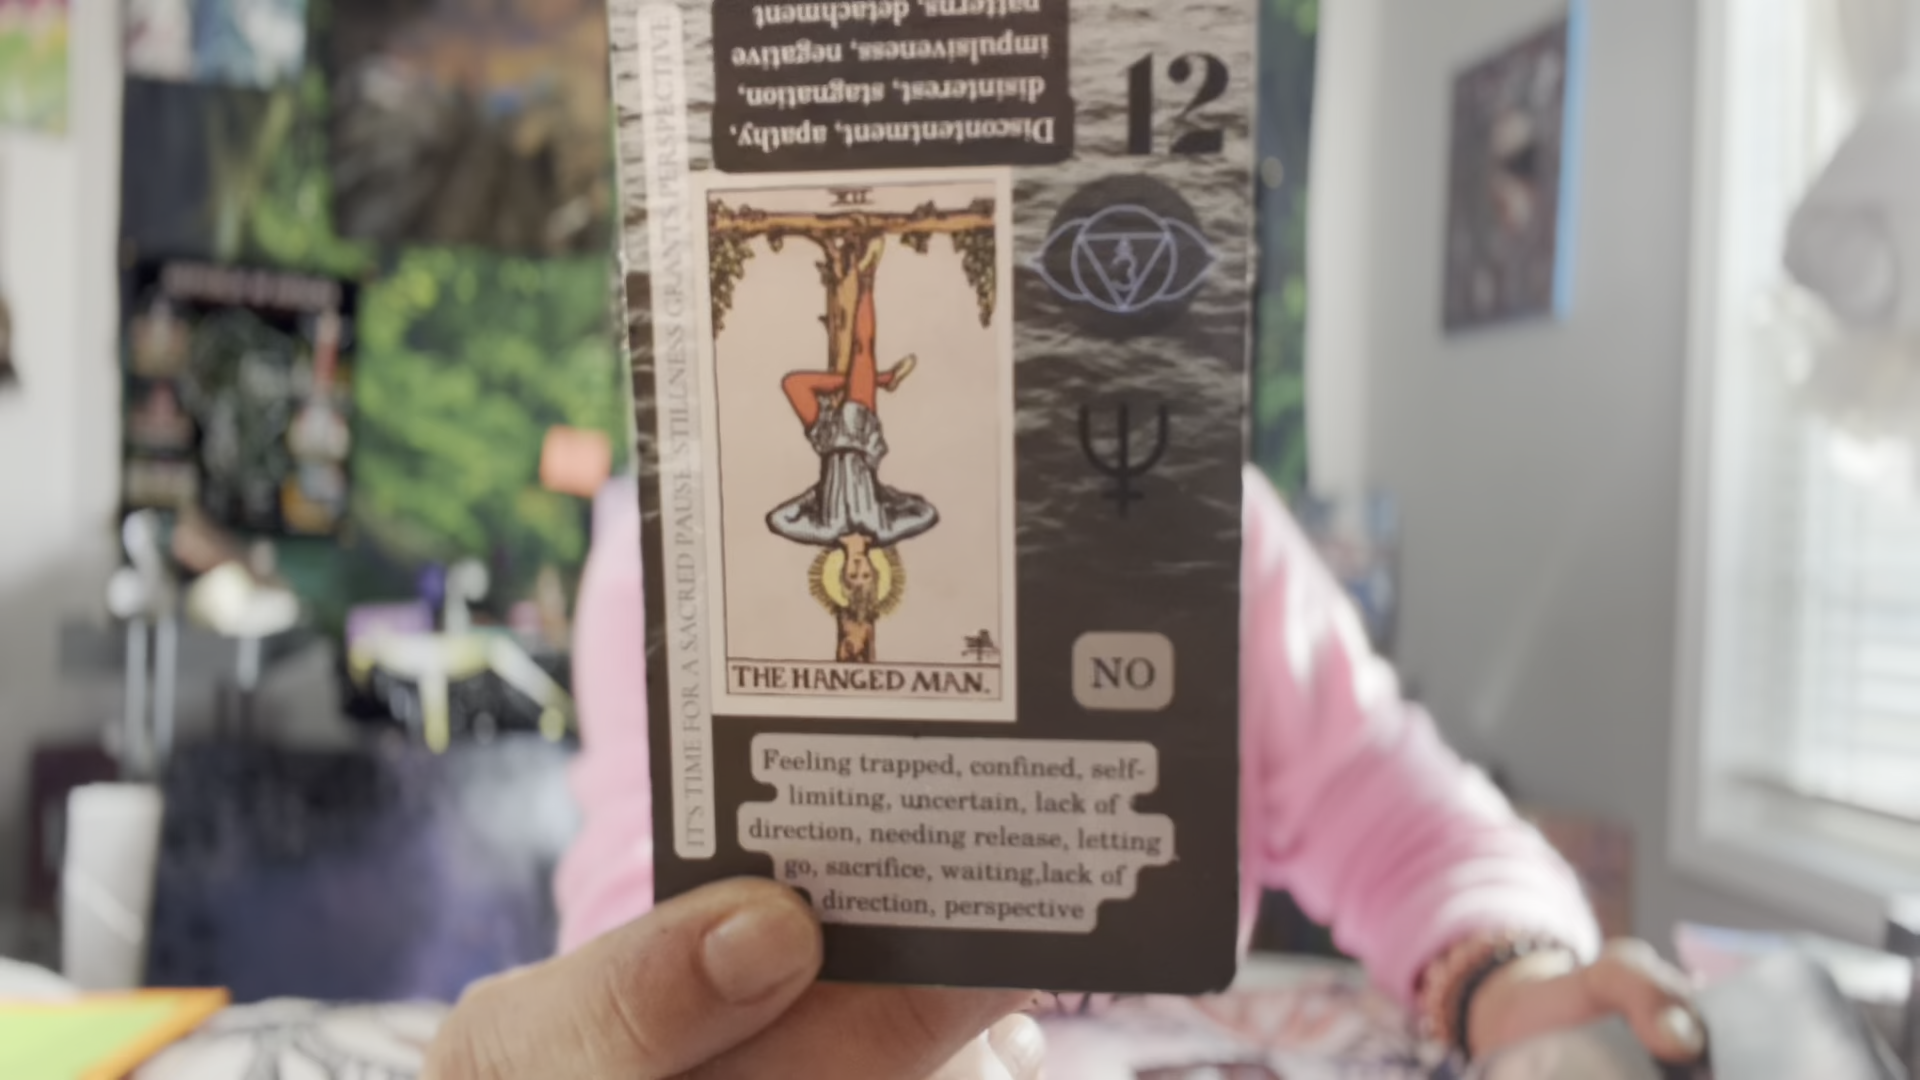 patterns, detachment
impulsiveness, negative
disinterest, stagnation,
Discontentment, apathy,
12
IT'S TIME FOR A SACRED PAUSE. STILLNESS GRANTS PERSPECTIVE
XII
THE HANGED MAN.
NO
Feeling trapped, confined, self-
limiting, uncertain, lack of
direction, needing release, letting
go, sacrifice, waiting,lack of
direction, perspective